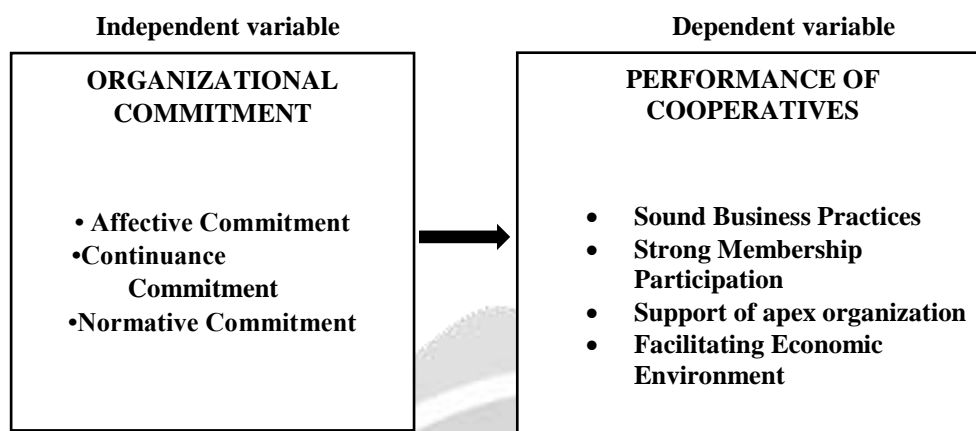 Independent variable
Dependent variable
ORGANIZATIONAL
COMMITMENT
• Affective Commitment
•Continuance
Commitment
•Normative Commitment
PERFORMANCE OF
COOPERATIVES
• Sound Business Practices
• Strong Membership
Participation
• Support of apex organization
• Facilitating Economic
Environment